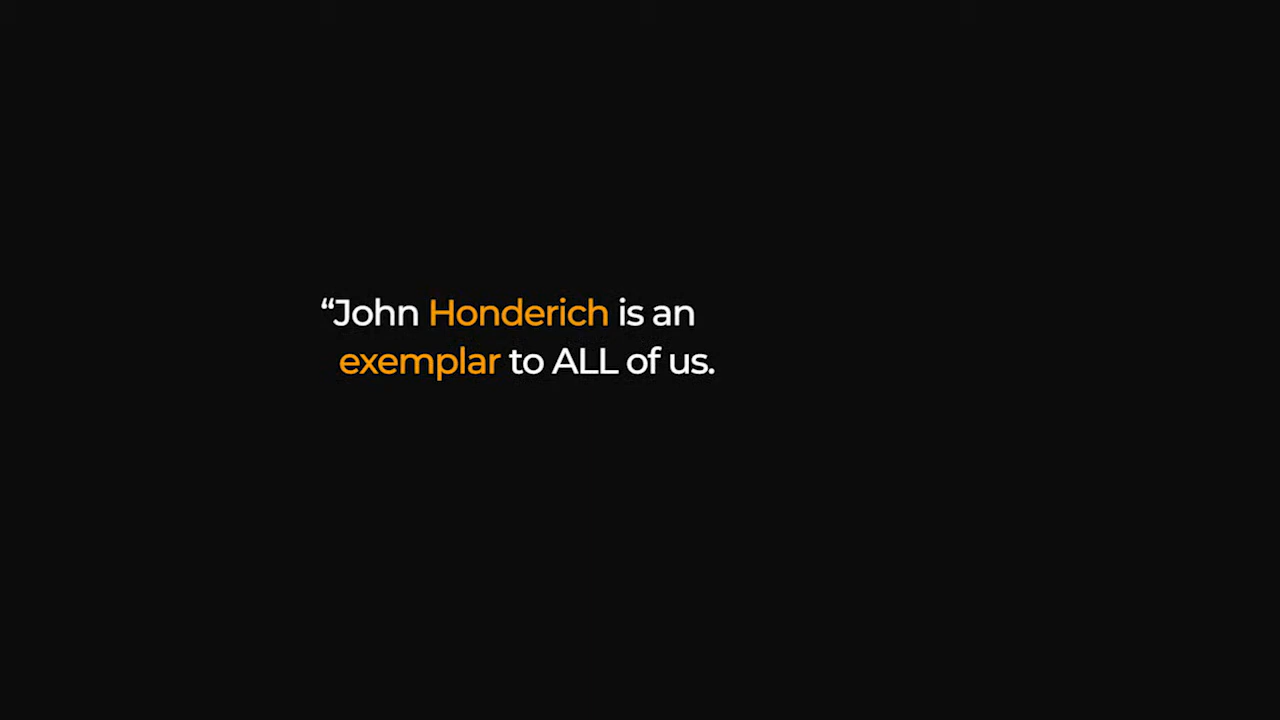 “John Honderich is an
exemplar to ALL of us.